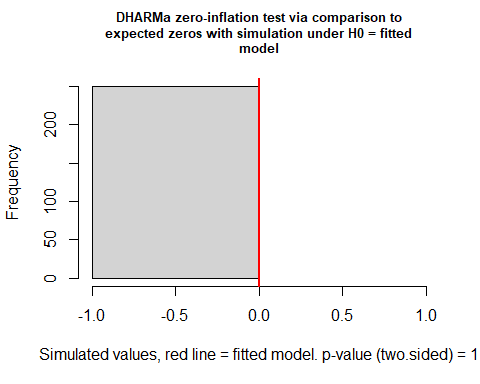 DHARMa zero-inflation test via comparison to
expected zeros with simulation under H0 = fitted
model
Frequency
200
100
50
0
-1.0 -0.5 0.0 0.5 1.0
Simulated values, red line = fitted model. p-value (two.sided) = 1